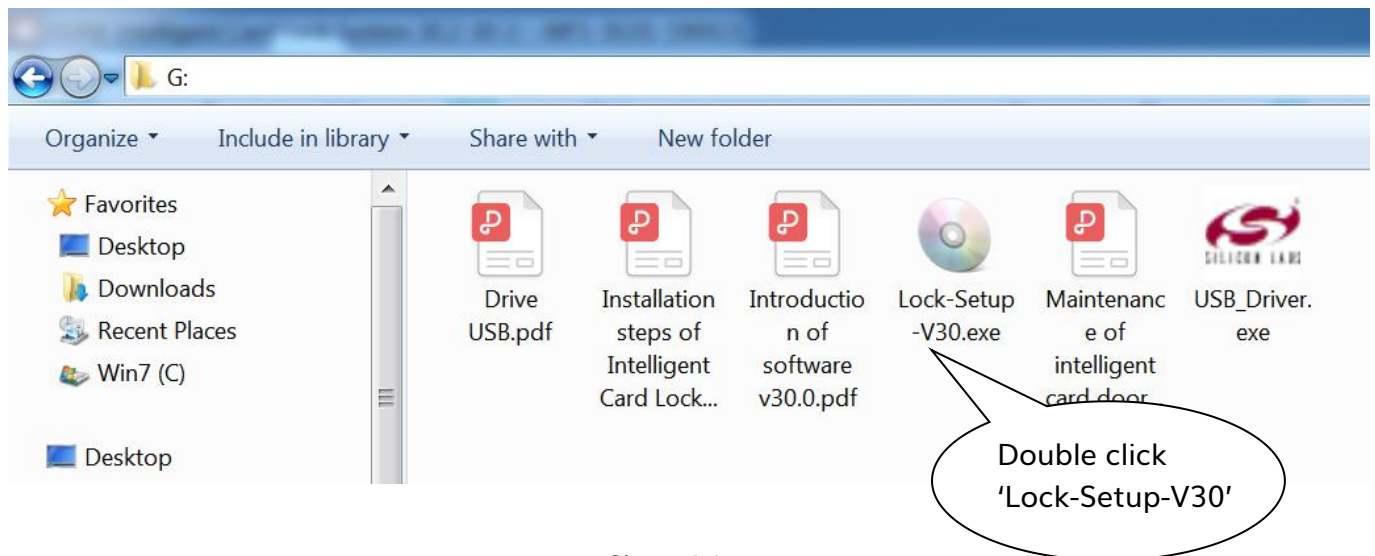 G:
Organize Include in library Share with New folder
Favorites
Desktop
Downloads
Recent Places
Win7 (C)
Desktop
Drive
USB.pdf
Installation
steps of
Intelligent
Card Lock...
Introductio
n of
software
v30.0.pdf
Lock-Setup
-V30.exe
Maintenanc
e of
intelligent
card door...
SILICON LABS
USB_Driver.
exe
Double click
‘Lock-Setup-V30’